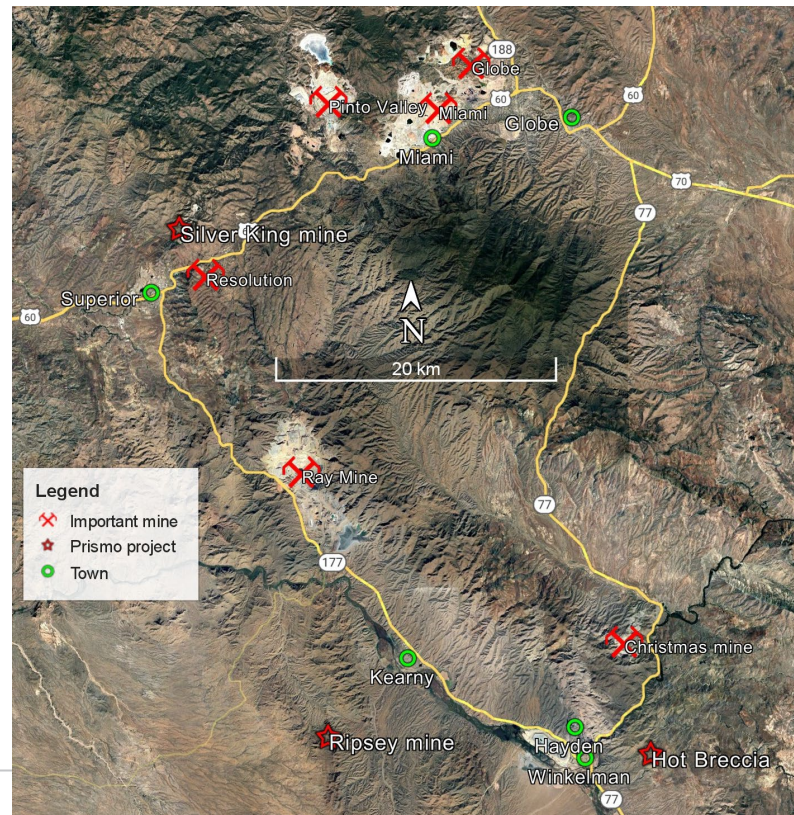 188
Globe
60
60
Pinto Valley
Miami
Globe
Miami
70
77
Silver King mine
Resolution
Superior
60
N
20 km
Ray Mine
Legend
Important mine
Prismo project
Town
77
177
Christmas mine
Kearny
Ripsey mine
Hayden
Hot Breccia
Winkelman
77